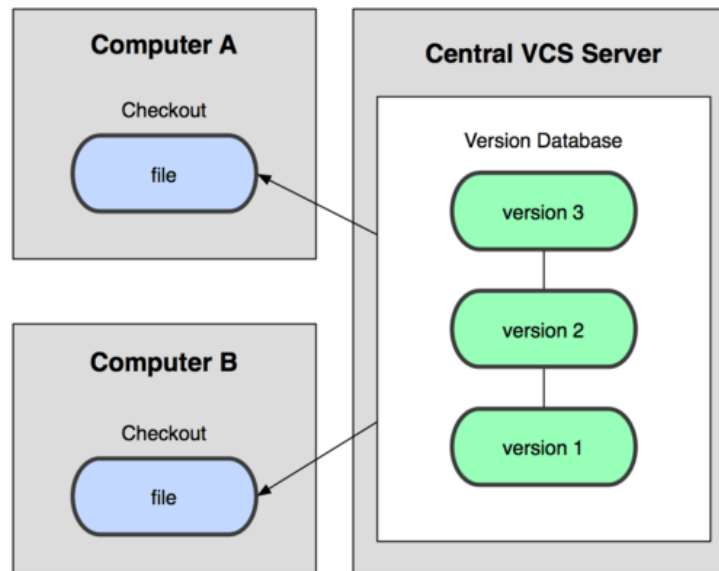 Computer A
Checkout
file
Computer B
Checkout
file
Central VCS Server
Version Database
version 3
version 2
version 1